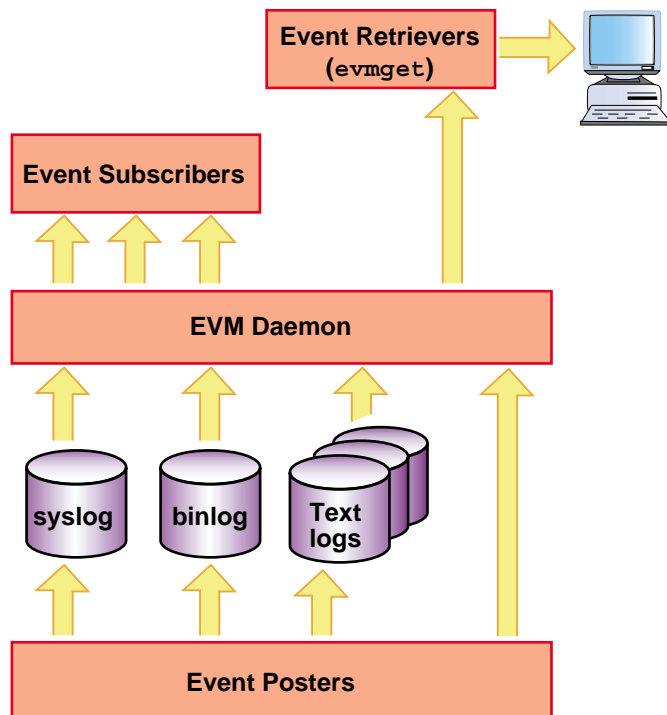 Event Retrievers
(evmget)
Event Subscribers
EVM Daemon
syslog
binlog
Text
logs
Event Posters